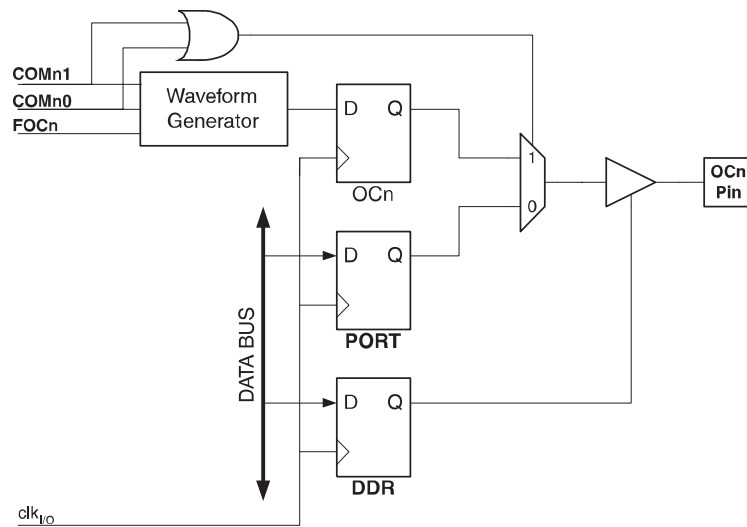 COMn1
COMn0
FOCn
Waveform
Generator
D Q
OCn
1
0
OCn
Pin
D Q
PORT
D Q
DDR
DATA BUS
clkI/O